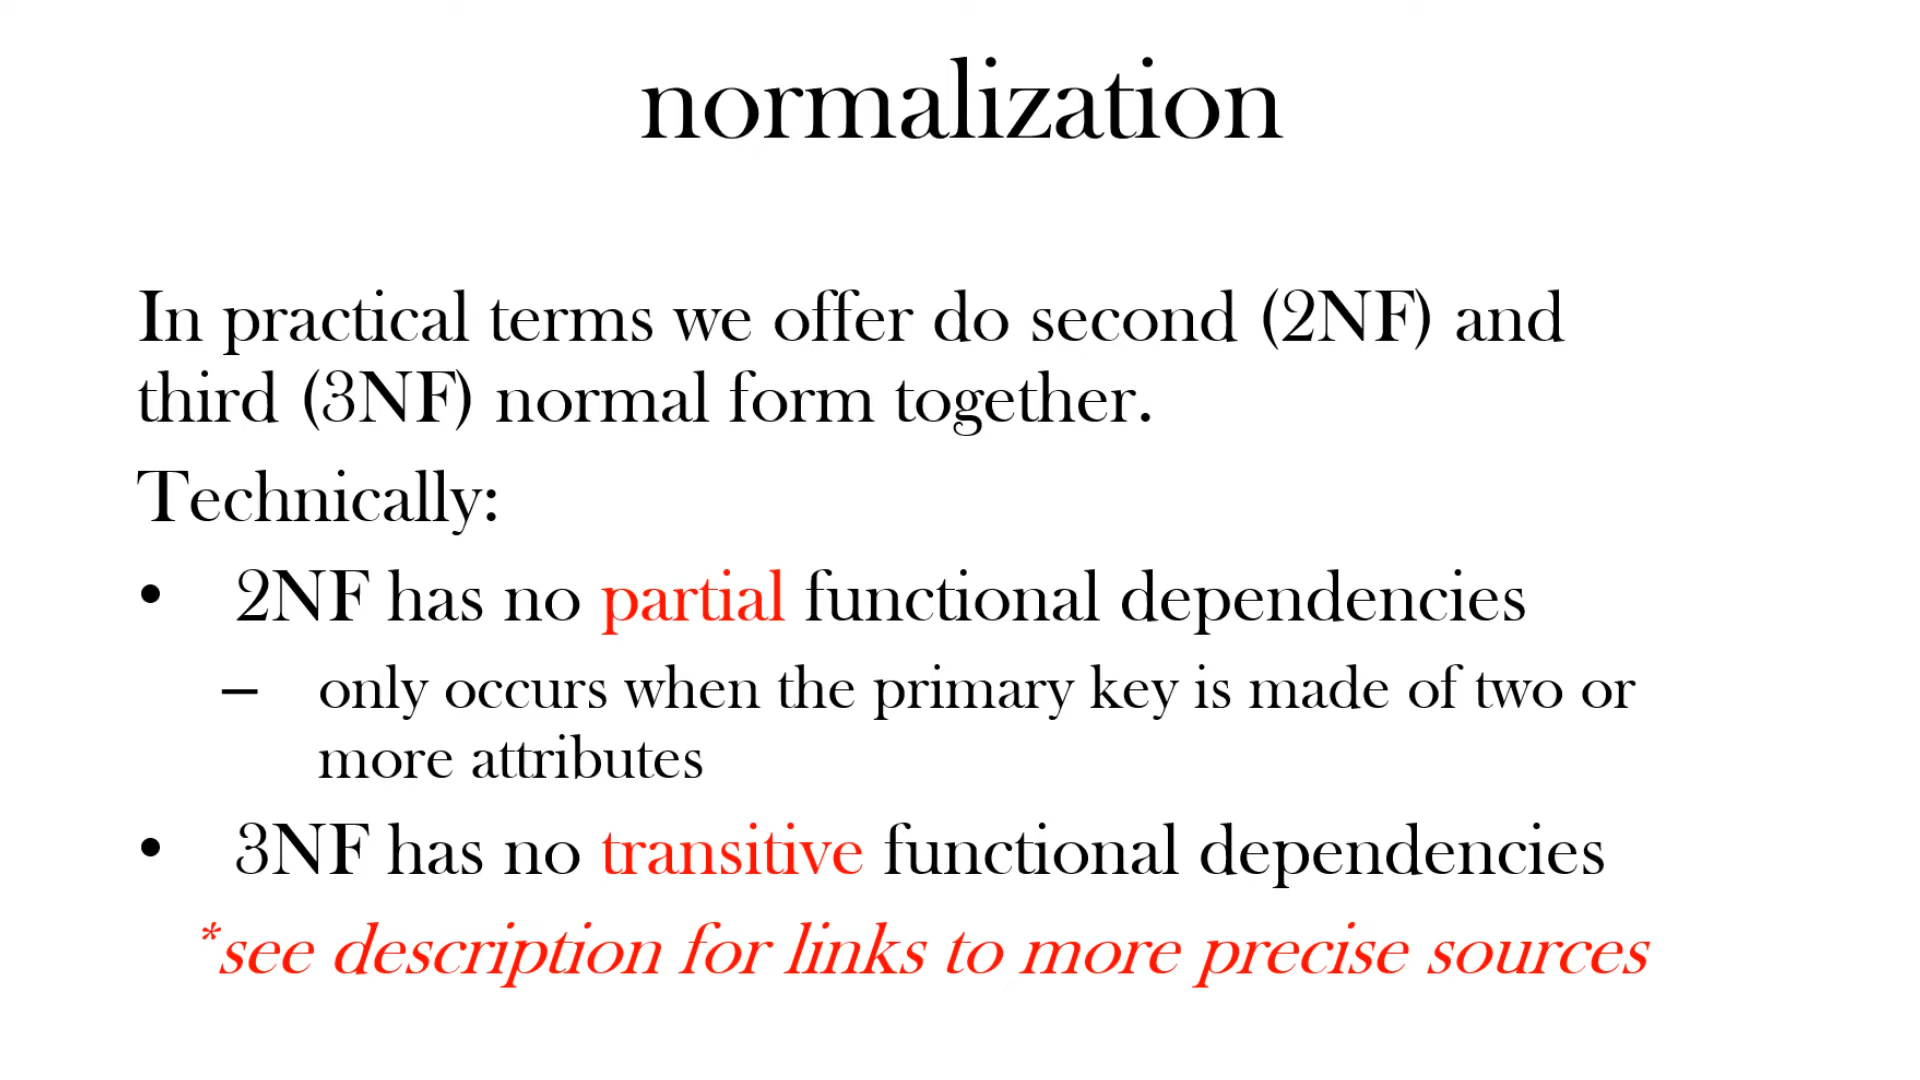 normalization
In practical terms we offer do second (2NF) and
third (3NF) normal form together.
Technically:
• 2NF has no partial functional dependencies
– only occurs when the primary key is made of two or
more attributes
• 3NF has no transitive functional dependencies
*see description for links to more precise sources